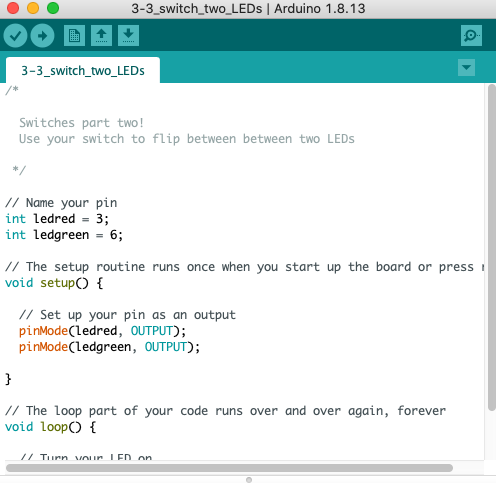 3-3_switch_two_LEDs | Arduino 1.8.13
3-3_switch_two_LEDs
/*
Switches part two!
Use your switch to flip between between two LEDs
*/
// Name your pin
int ledred = 3;
int ledgreen = 6;
// The setup routine runs once when you start up the board or press
void setup() {
// Set up your pin as an output
pinMode(ledred, OUTPUT);
pinMode(ledgreen, OUTPUT);
}
// The loop part of your code runs over and over again, forever
void loop() {
// Turn your LED on